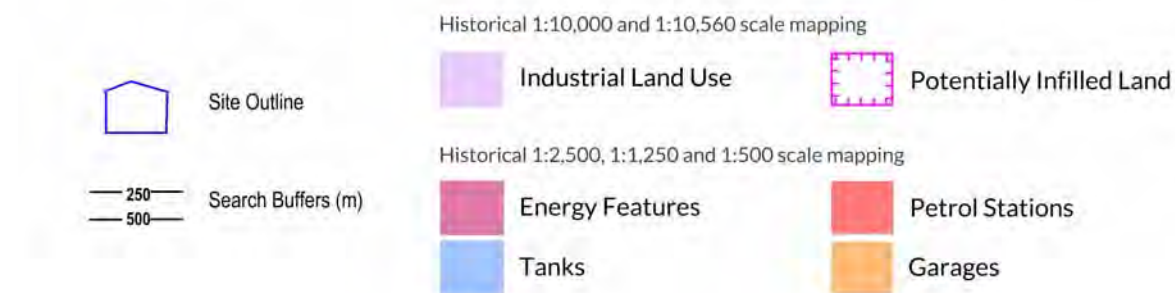 Historical 1:10,000 and 1:10,560 scale mapping
Industrial Land Use
Potentially Infilled Land
Site Outline
Historical 1:2,500, 1:1,250 and 1:500 scale mapping
250
500
Search Buffers (m)
Energy Features
Petrol Stations
Tanks
Garages